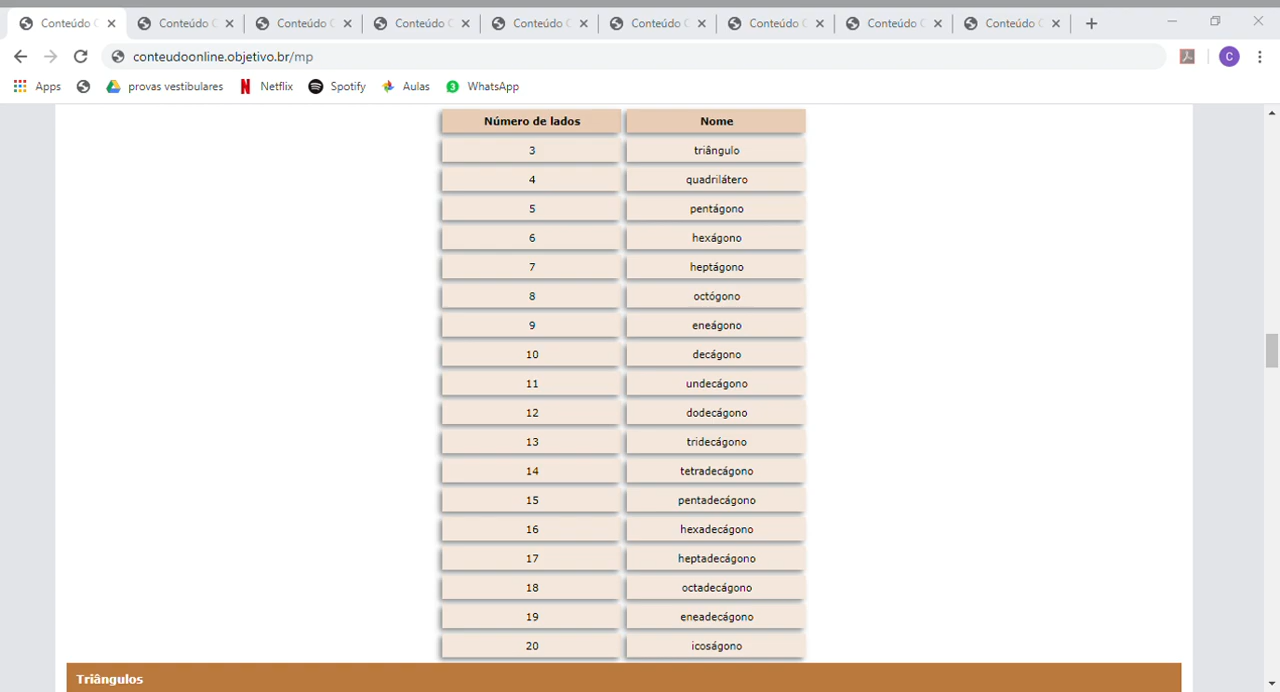 Conteúdo Conteúdo C Conteúdo C Conteúdo C Conteúdo C Conteúdo C Conteúdo C Conteúdo C Conteúdo C
conteudoonline.objetivo.br/mp C
Apps provas vestibulares Netflix Spotify Aulas 3 WhatsApp
Número de lados Nome
3 triângulo
4 quadrilátero
5 pentágono
6 hexágono
7 heptágono
8 octógono
9 eneágono
10 decágono
11 undecágono
12 dodecágono
13 tridecágono
14 tetradecágono
15 pentadecágono
16 hexadecágono
17 heptadecágono
18 octadecágono
19 eneadecágono
20 icoságono
Triângulos